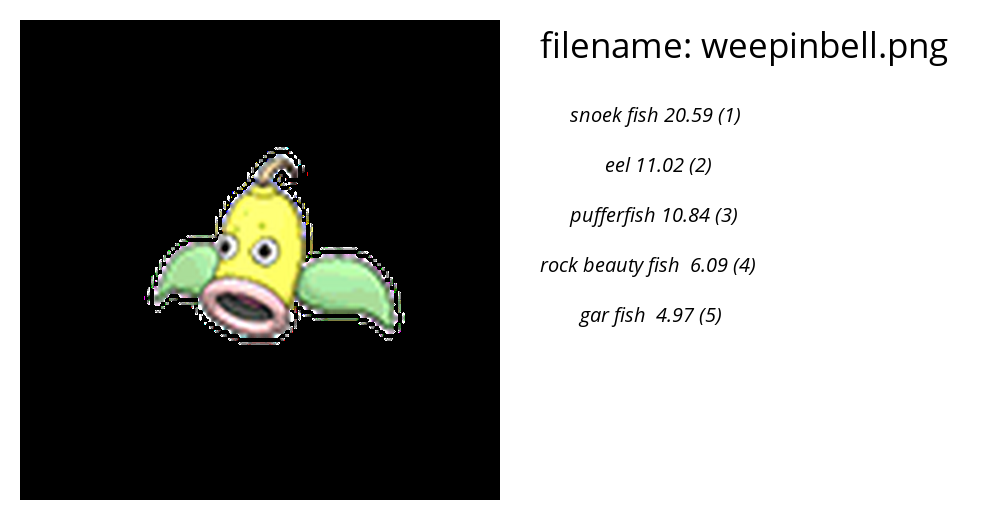 filename: weepinbell.png
snoek fish 20.59 (1)
eel 11.02 (2)
pufferfish 10.84 (3)
rock beauty fish  6.09 (4)
gar fish  4.97 (5)